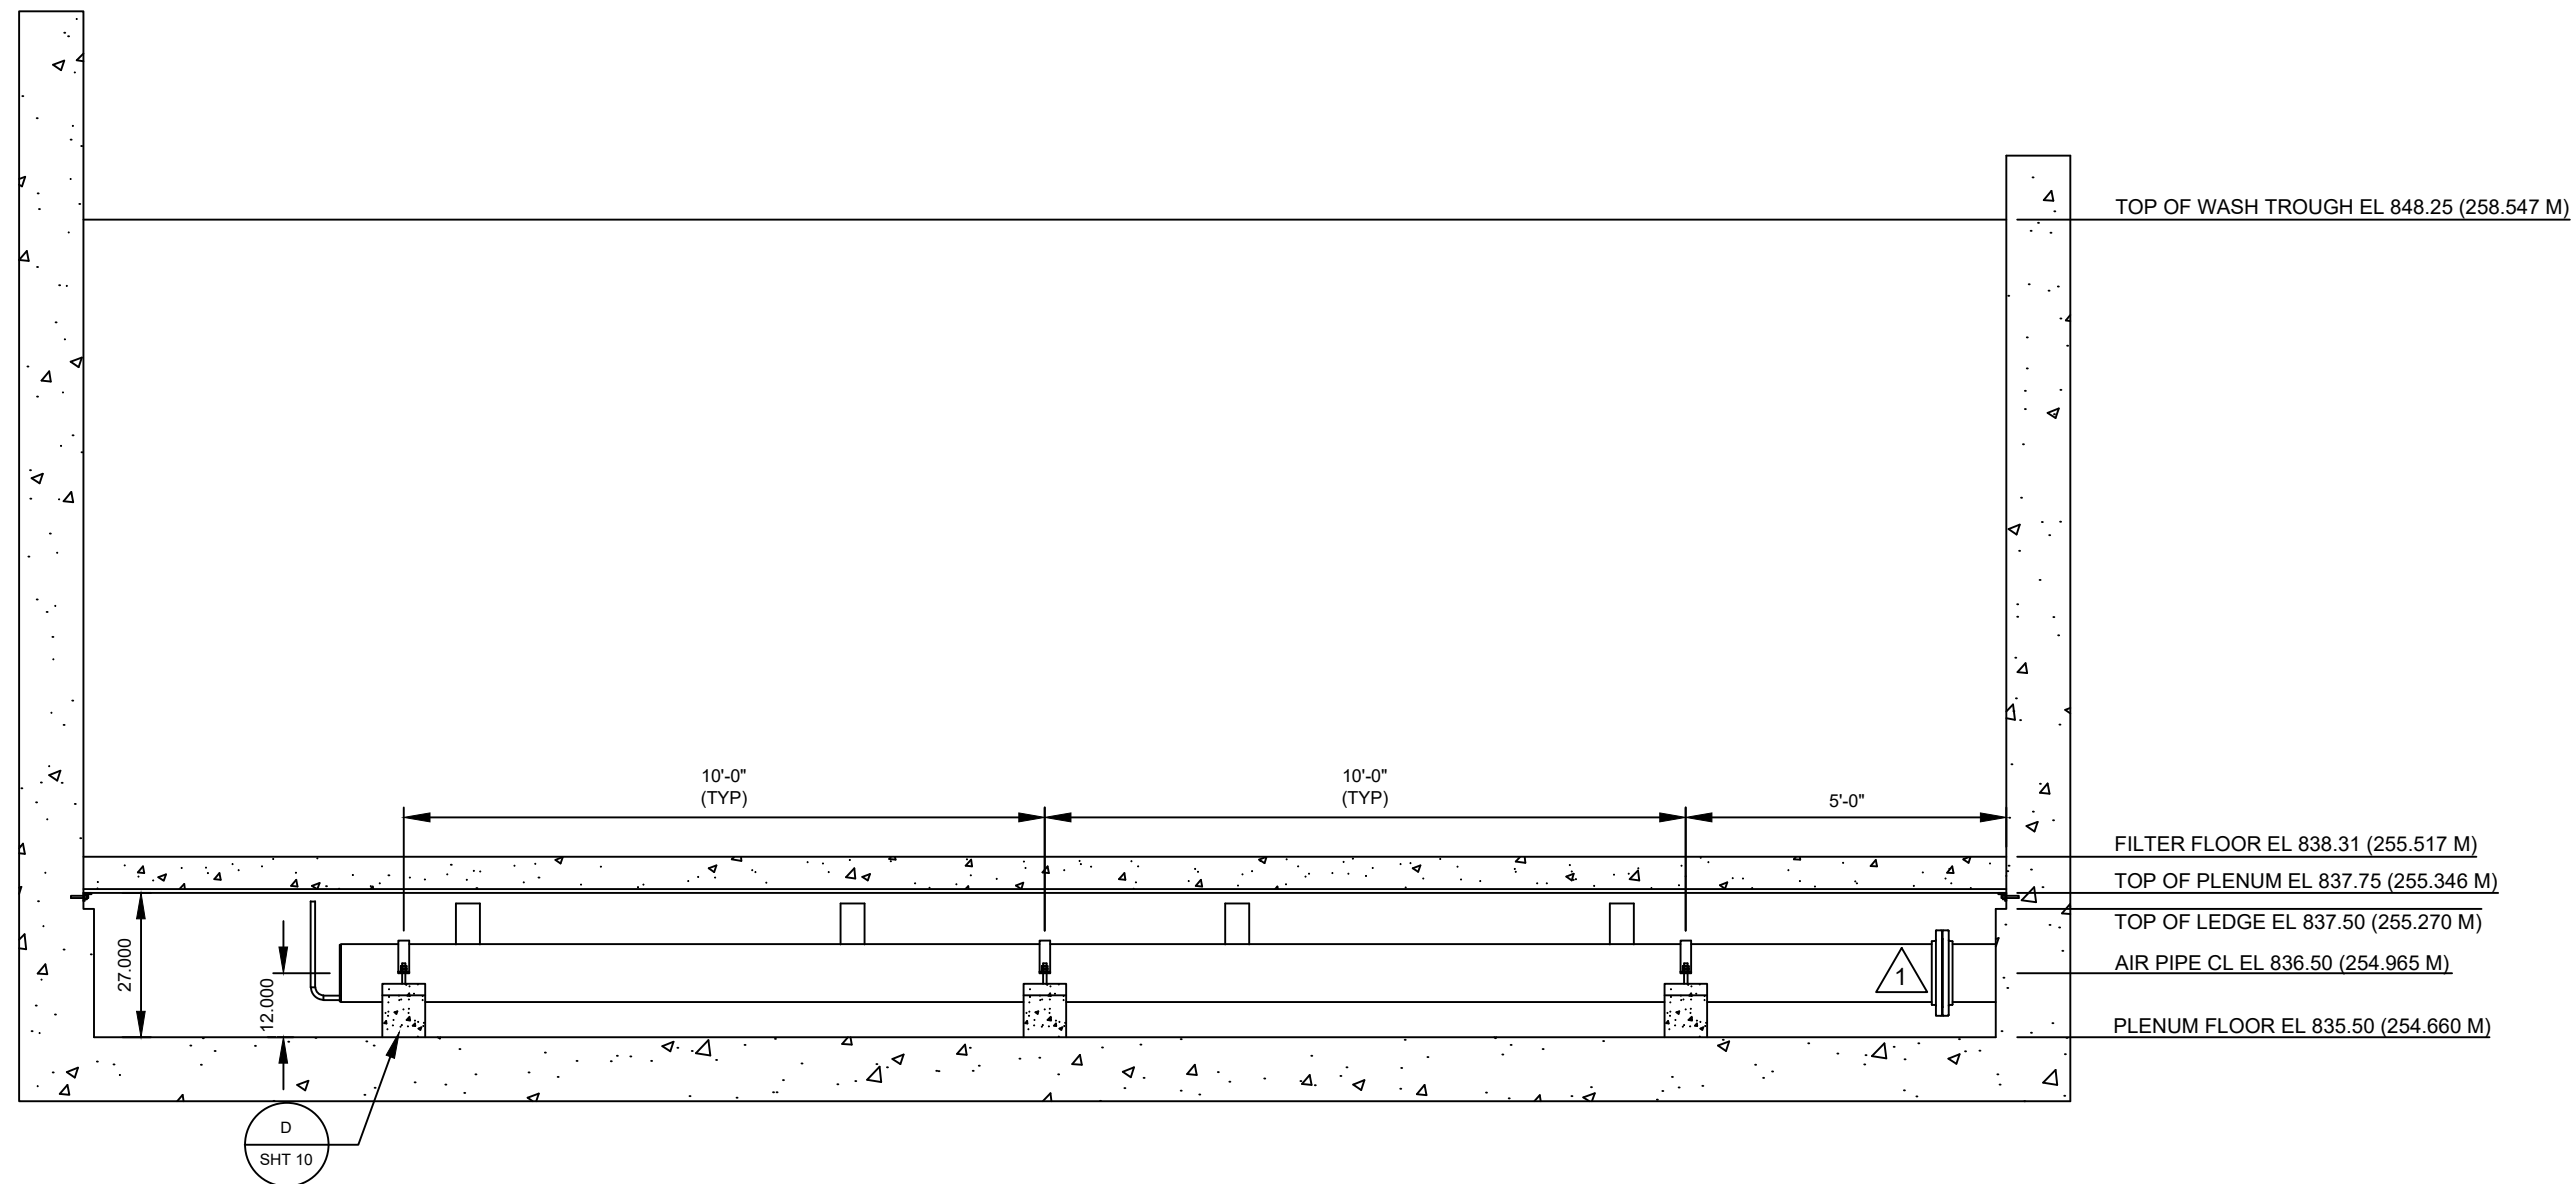 TOP OF WASH TROUGH EL 848.25 (258.547 M)
10'-0"
(TYP)
10'-0"
(TYP)
5'-0"
FILTER FLOOR EL 838.31 (255.517 M)
TOP OF PLENUM EL 837.75 (255.346 M)
TOP OF LEDGE EL 837.50 (255.270 M)
27.000
12.000
1
AIR PIPE CL EL 836.50 (254.965 M)
PLENUM FLOOR EL 835.50 (254.660 M)
D
SHT 10